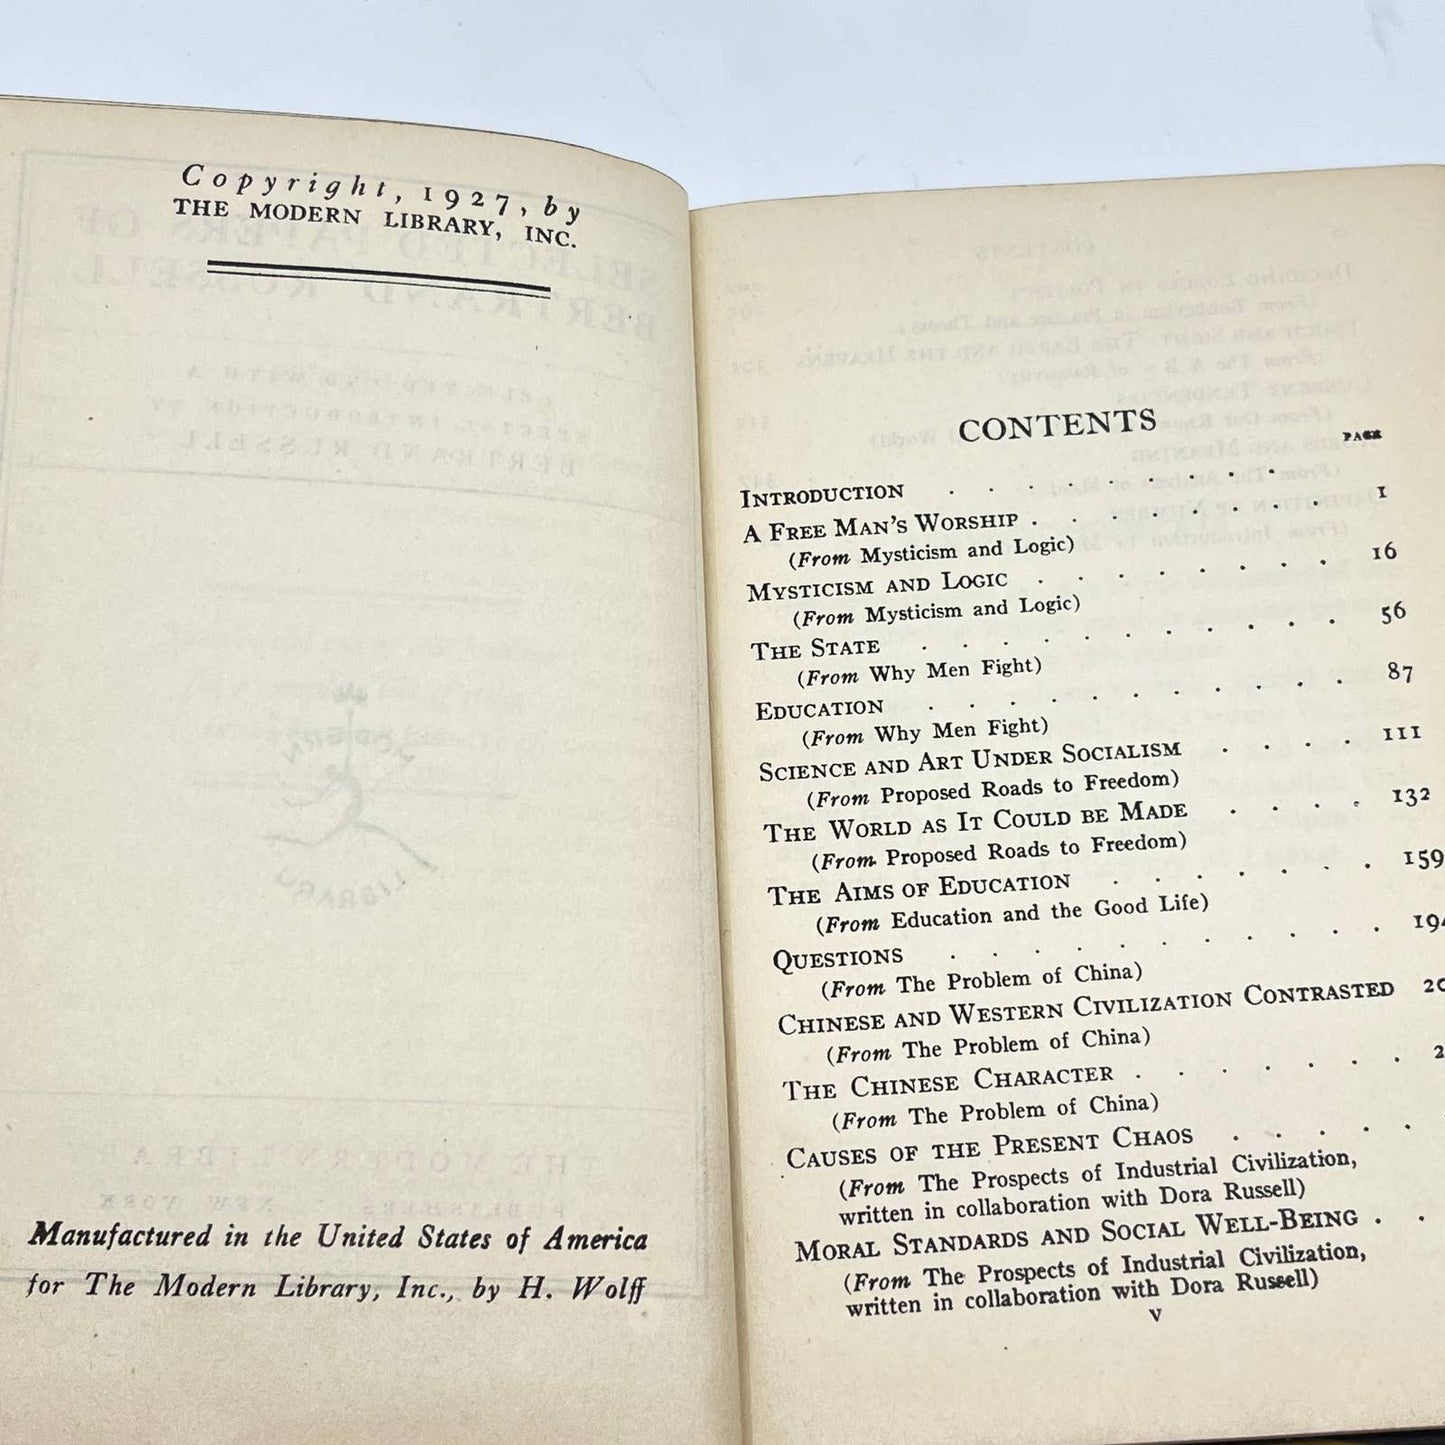 Copyright, 1927, by
THE MODERN LIBRARY, INC.
Manufactured in the United States of America
for The Modern Library, Inc., by H. Wolff
CONTENTS
PAGE
INTRODUCTION . . . . . . . . .
A FREE MAN'S WORSHIP . . . . . . . . 1
(From Mysticism and Logic)
MYSTICISM AND LOGIC . . . . . . . . 16
(From Mysticism and Logic)
THE STATE . . . . . . . . . . . 56
(From Why Men Fight)
EDUCATION . . . . . . . . . . . 87
(From Why Men Fight)
SCIENCE AND ART UNDER SOCIALISM . . . . 111
(From Proposed Roads to Freedom)
THE WORLD AS IT COULD BE MADE . . . . 132
(From Proposed Roads to Freedom)
THE AIMS OF EDUCATION . . . . . . . 159
(From Education and the Good Life)
QUESTIONS . . . . . . . . . . .
(From The Problem of China)
CHINESE AND WESTERN CIVILIZATION CONTRASTED
(From The Problem of China)
THE CHINESE CHARACTER . . . . . . .
(From The Problem of China)
CAUSES OF THE PRESENT CHAOS . . . . .
(From The Prospects of Industrial Civilization,
written in collaboration with Dora Russell)
MORAL STANDARDS AND SOCIAL WELL-BEING . .
(From The Prospects of Industrial Civilization,
written in collaboration with Dora Russell)
v